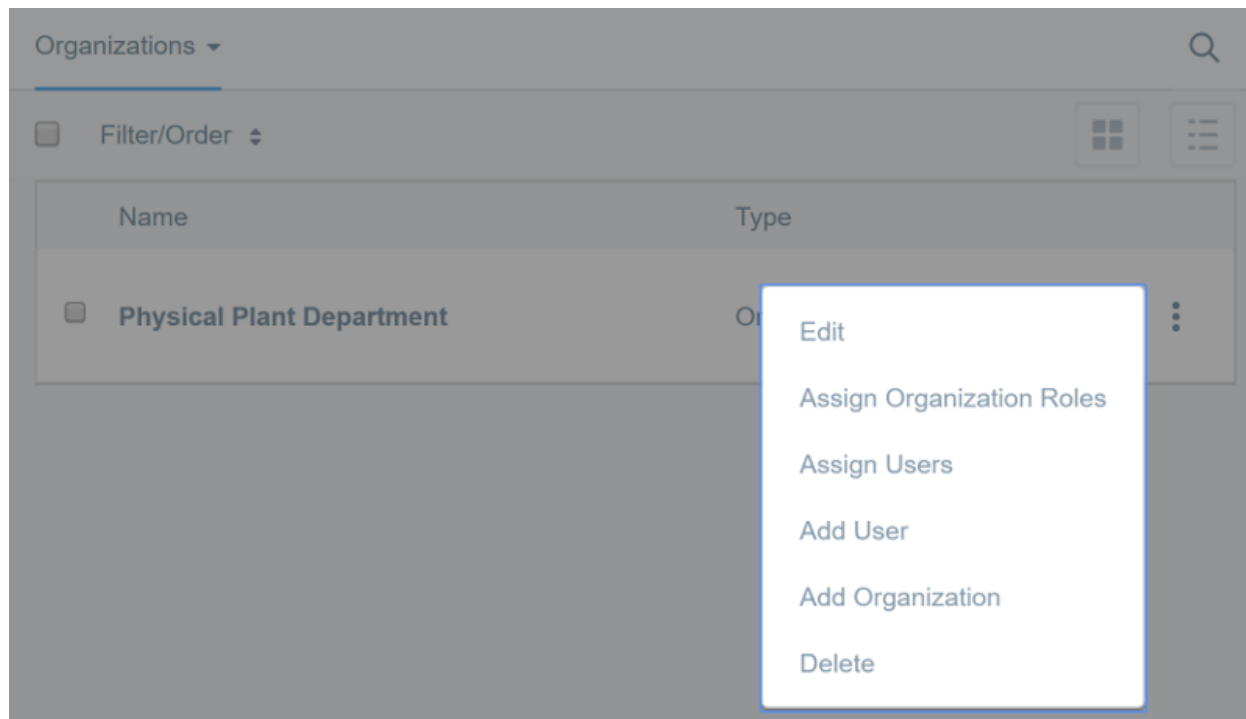 Organizations
Filter/Order
Name Type
Physical Plant Department
Edit
Assign Organization Roles
Assign Users
Add User
Add Organization
Delete